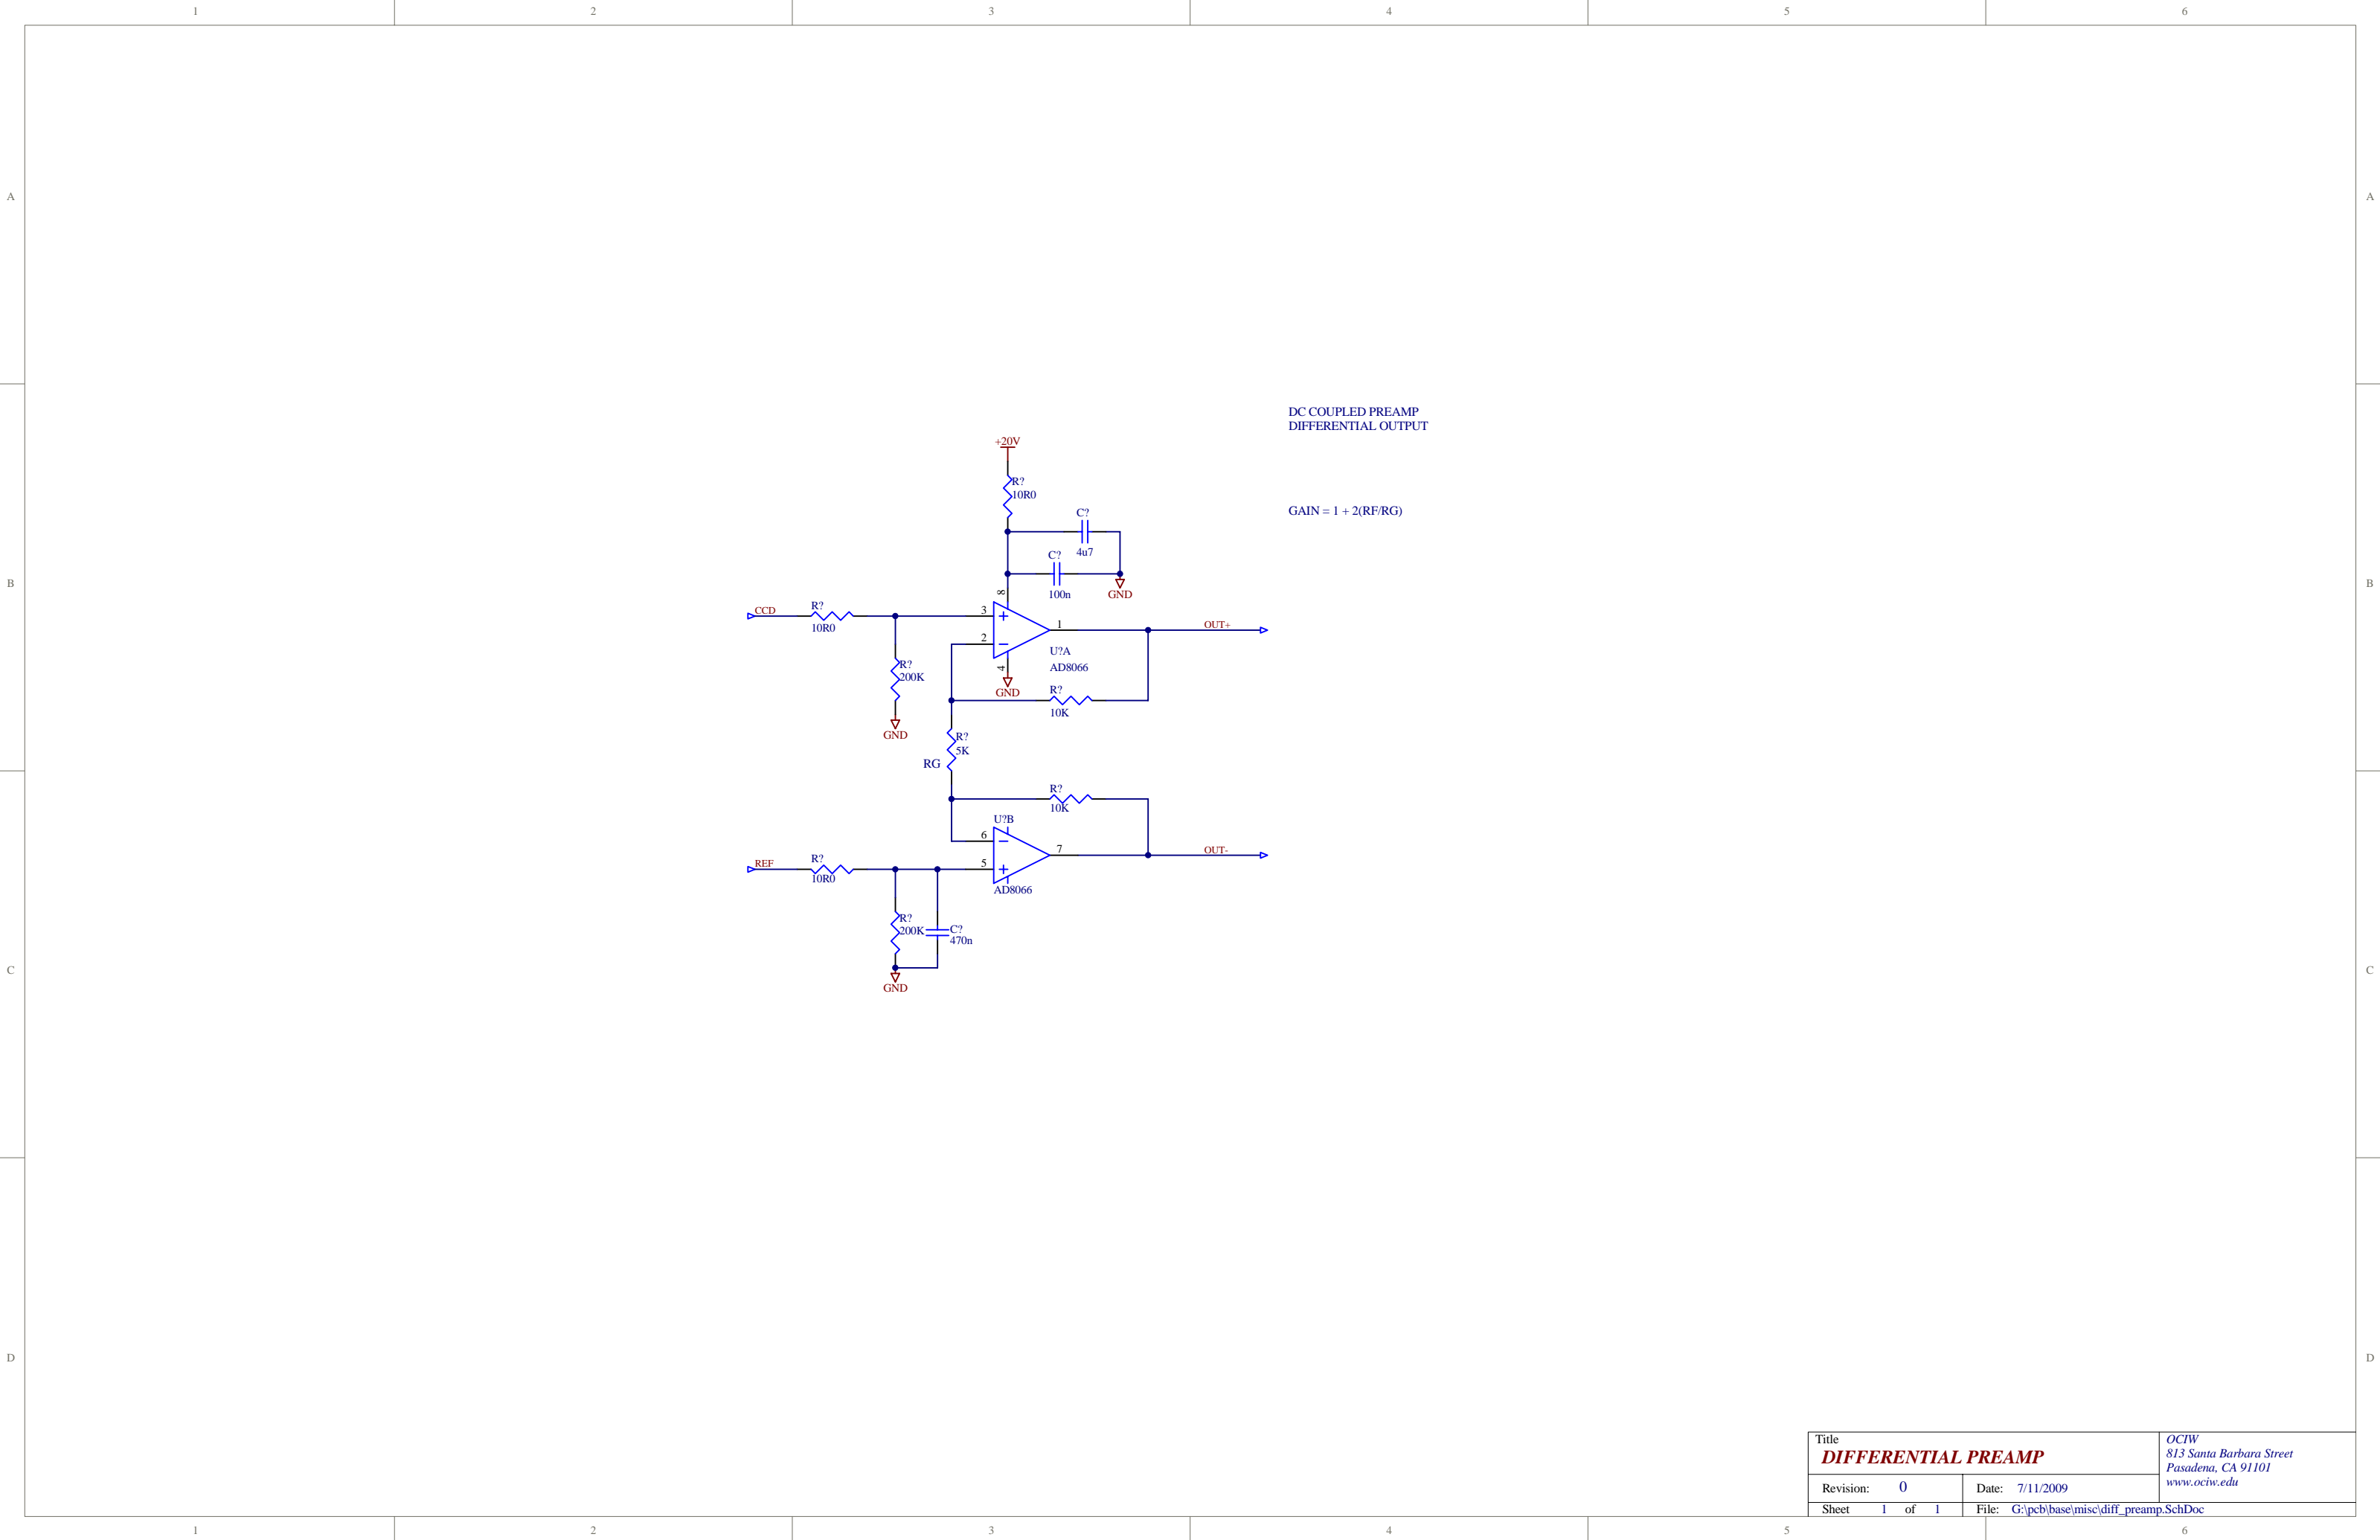 1 2 3 4 5 6
A A
DC COUPLED PREAMP
DIFFERENTIAL OUTPUT
+20V
R?
10R0
GAIN = 1 + 2(RF/RG)
C?
4u7
C?
100n
GND
B B
8
CCD
R?
10R0
3
2
1
OUT+
U?A
AD8066
4
GND
R?
200K
GND
R?
10K
R?
5K
RG
R?
10K
U?B
6
5
7
OUT-
AD8066
REF
R?
10R0
R?
200K
C?
470n
GND
C C
D D
Title
DIFFERENTIAL PREAMP
OCIW
813 Santa Barbara Street
Pasadena, CA 91101
www.ociw.edu
Revision: 0
Date: 7/11/2009
Sheet 1 of 1
File: G:\pcb\base\misc\diff_preamp.SchDoc
1 2 3 4 5 6